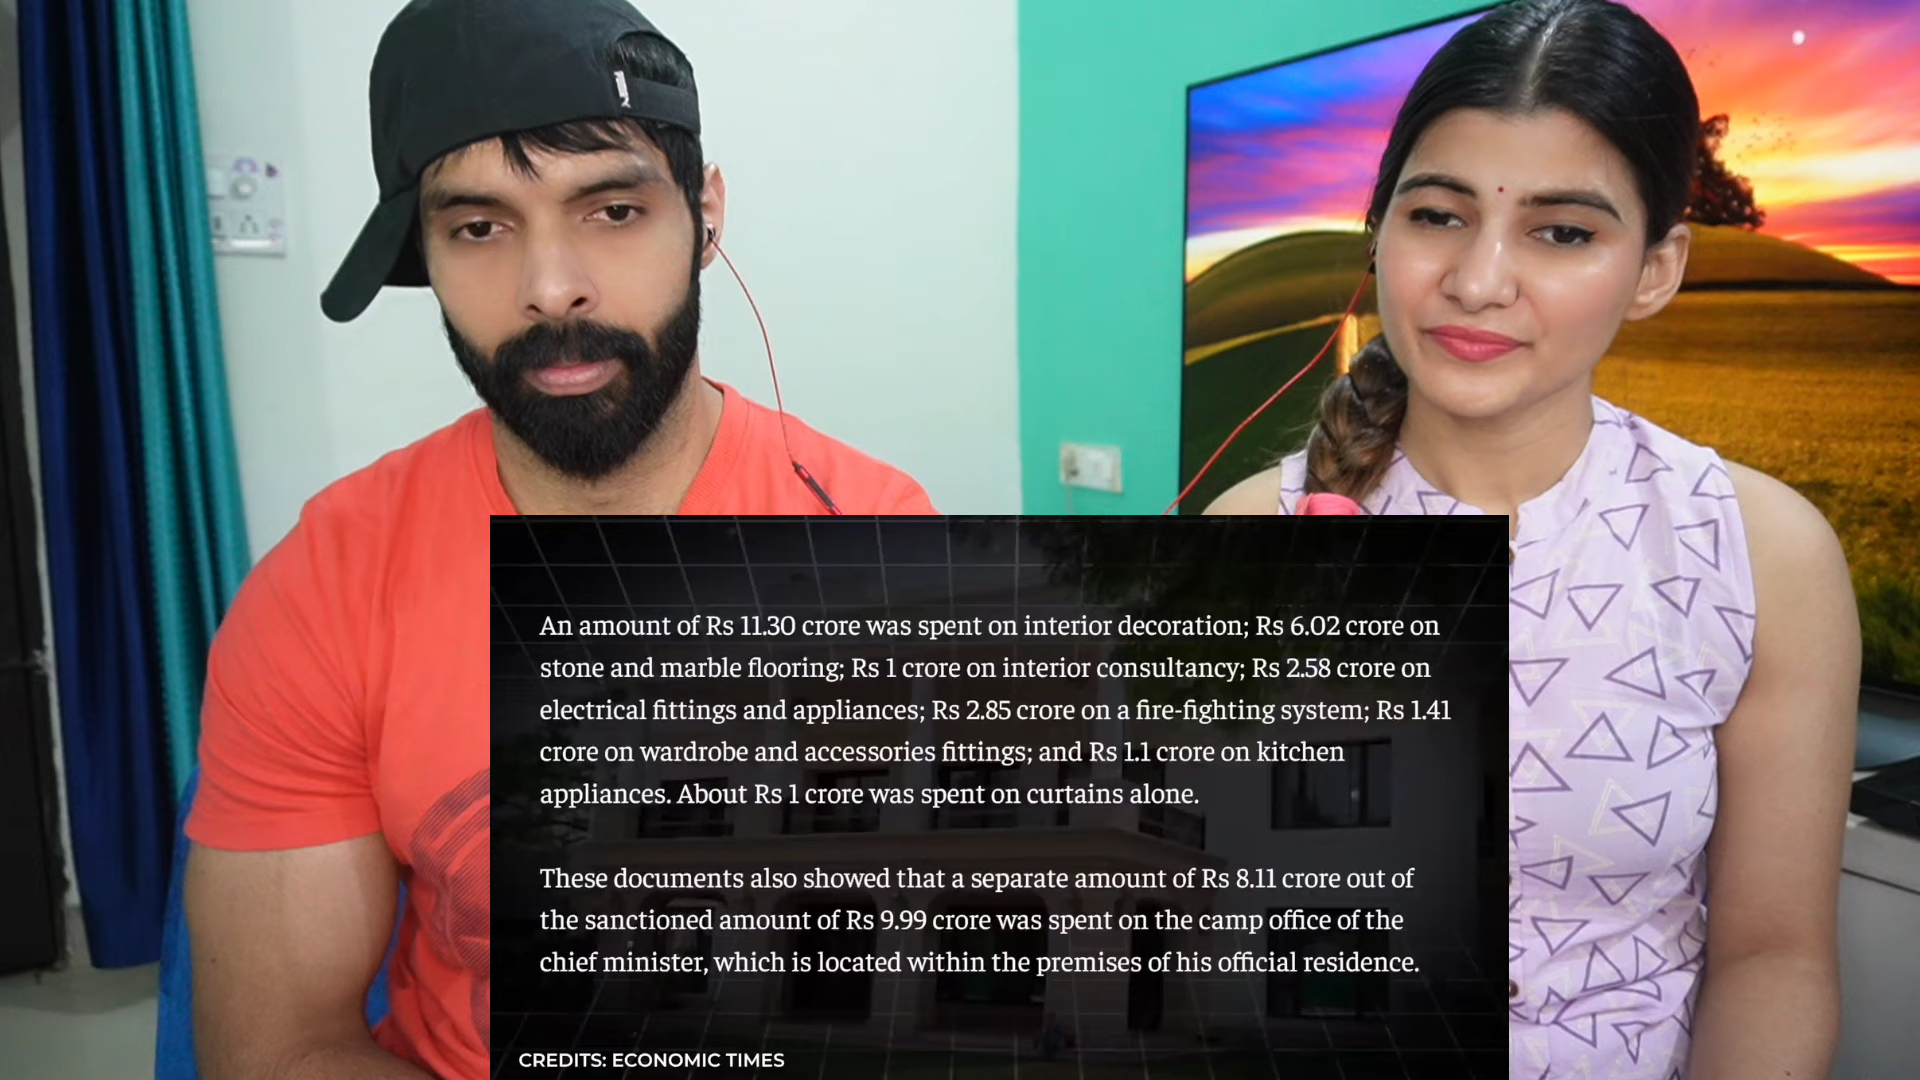 An amount of Rs 11.30 crore was spent on interior decoration; Rs 6.02 crore on
stone and marble flooring; Rs 1 crore on interior consultancy; Rs 2.58 crore on
electrical fittings and appliances; Rs 2.85 crore on a fire-fighting system; Rs 1.41
crore on wardrobe and accessories fittings; and Rs 1.1 crore on kitchen
appliances. About Rs 1 crore was spent on curtains alone.
These documents also showed that a separate amount of Rs 8.11 crore out of
the sanctioned amount of Rs 9.99 crore was spent on the camp office of the
chief minister, which is located within the premises of his official residence.
CREDITS: ECONOMIC TIMES